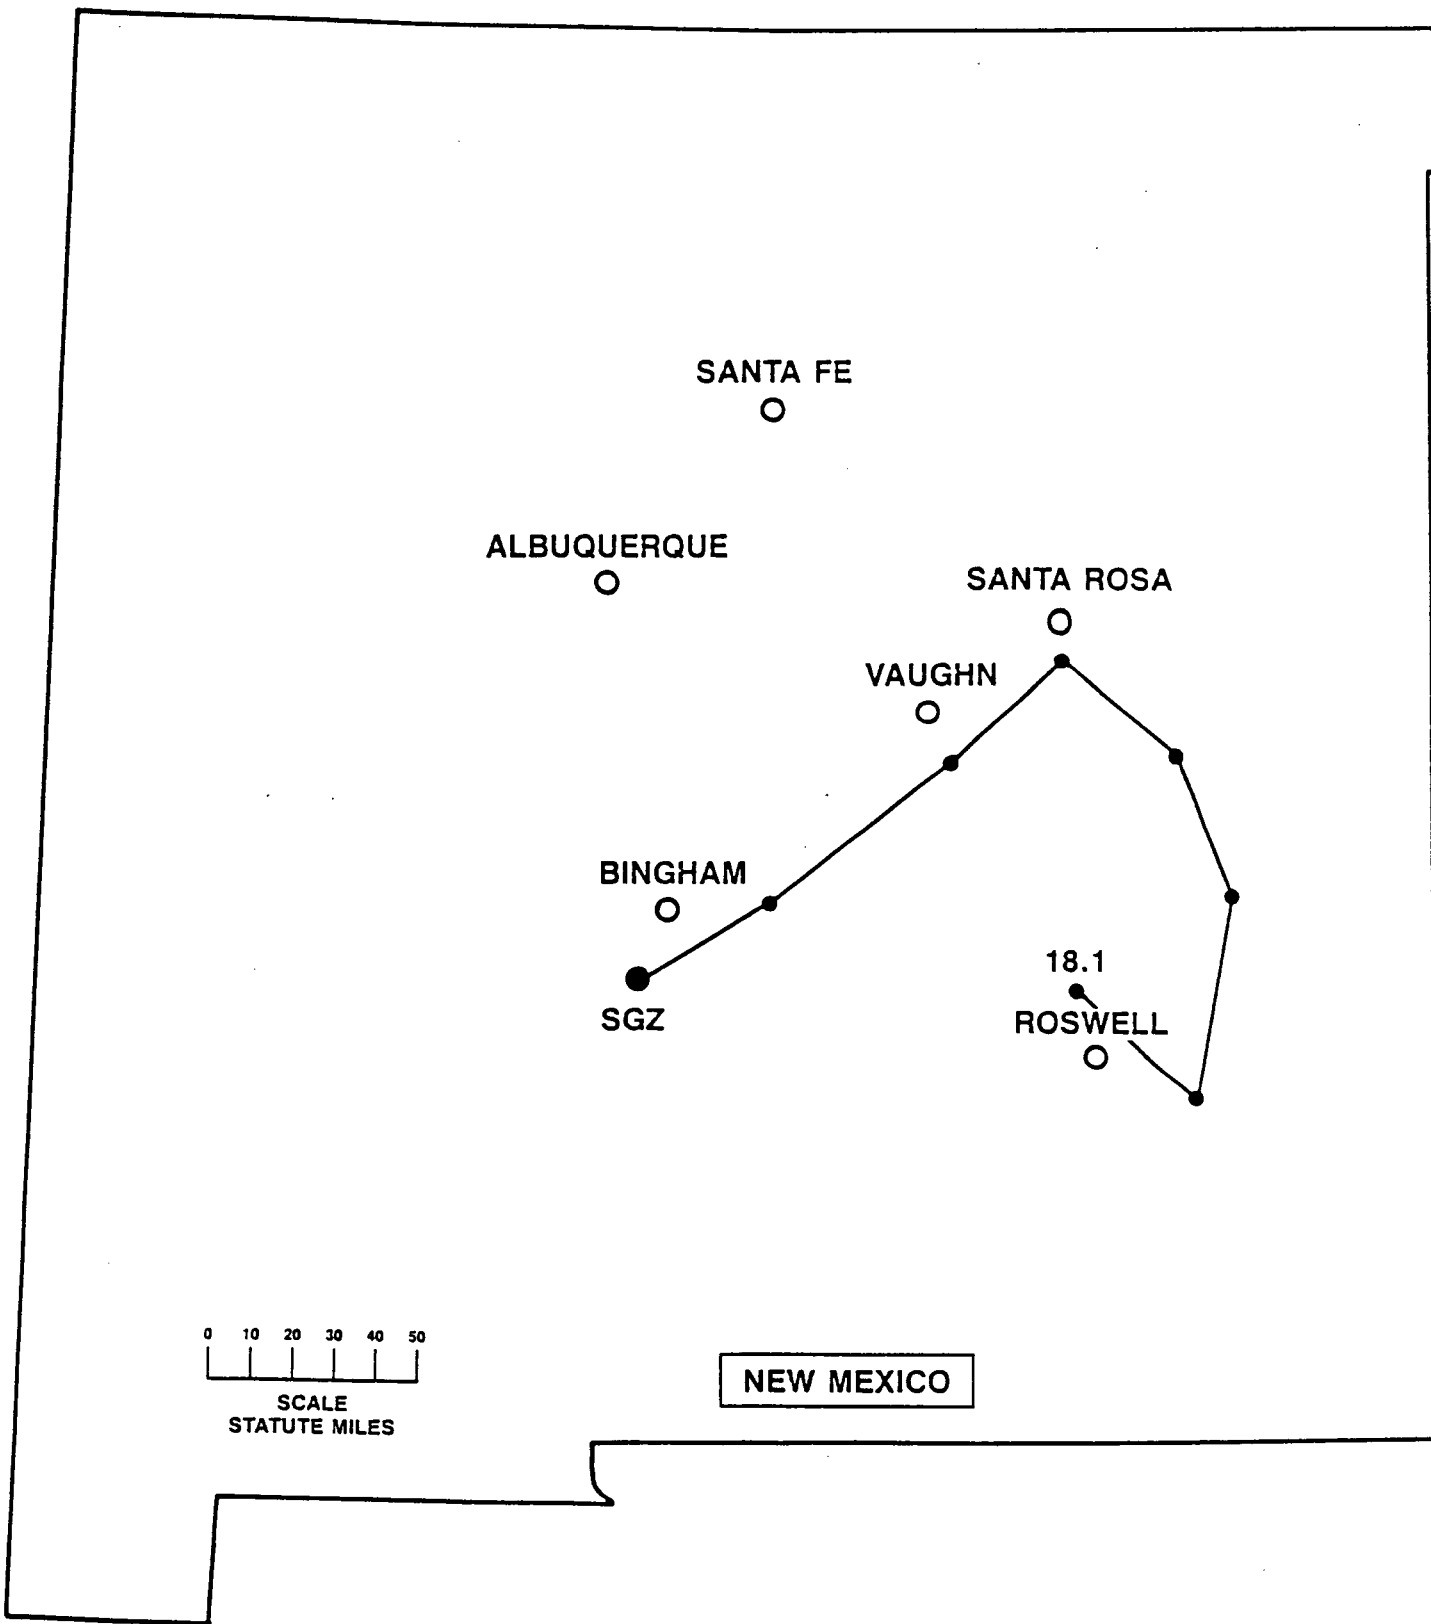 SANTA FE
ALBUQUERQUE
SANTA ROSA
VAUGHN
BINGHAM
18.1
SGZ
ROSWELL
0 10 20 30 40 50
SCALE
STATUTE MILES
NEW MEXICO